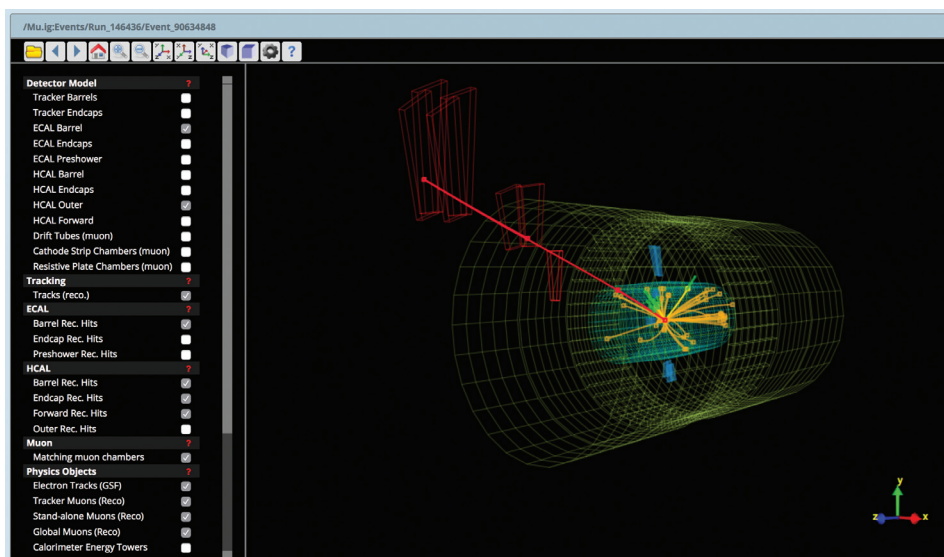 /Mu.ig:Events/Run_146436/Event_90634848
Detector Model ?
Tracker Barrels
Tracker Endcaps
ECAL Barrel
ECAL Endcaps
ECAL Preshower
HCAL Barrel
HCAL Endcaps
HCAL Outer
HCAL Forward
Drift Tubes (muon)
Cathode Strip Chambers (muon)
Resistive Plate Chambers (muon)
Tracking ?
Tracks (reco.)
ECAL ?
Barrel Rec. Hits
Endcap Rec. Hits
Preshower Rec. Hits
HCAL ?
Barrel Rec. Hits
Endcap Rec. Hits
Forward Rec. Hits
Outer Rec. Hits
Muon ?
Matching muon chambers
Physics Objects ?
Electron Tracks (GSF)
Tracker Muons (Reco)
Stand-alone Muons (Reco)
Global Muons (Reco)
Calorimeter Energy Towers
y
z x